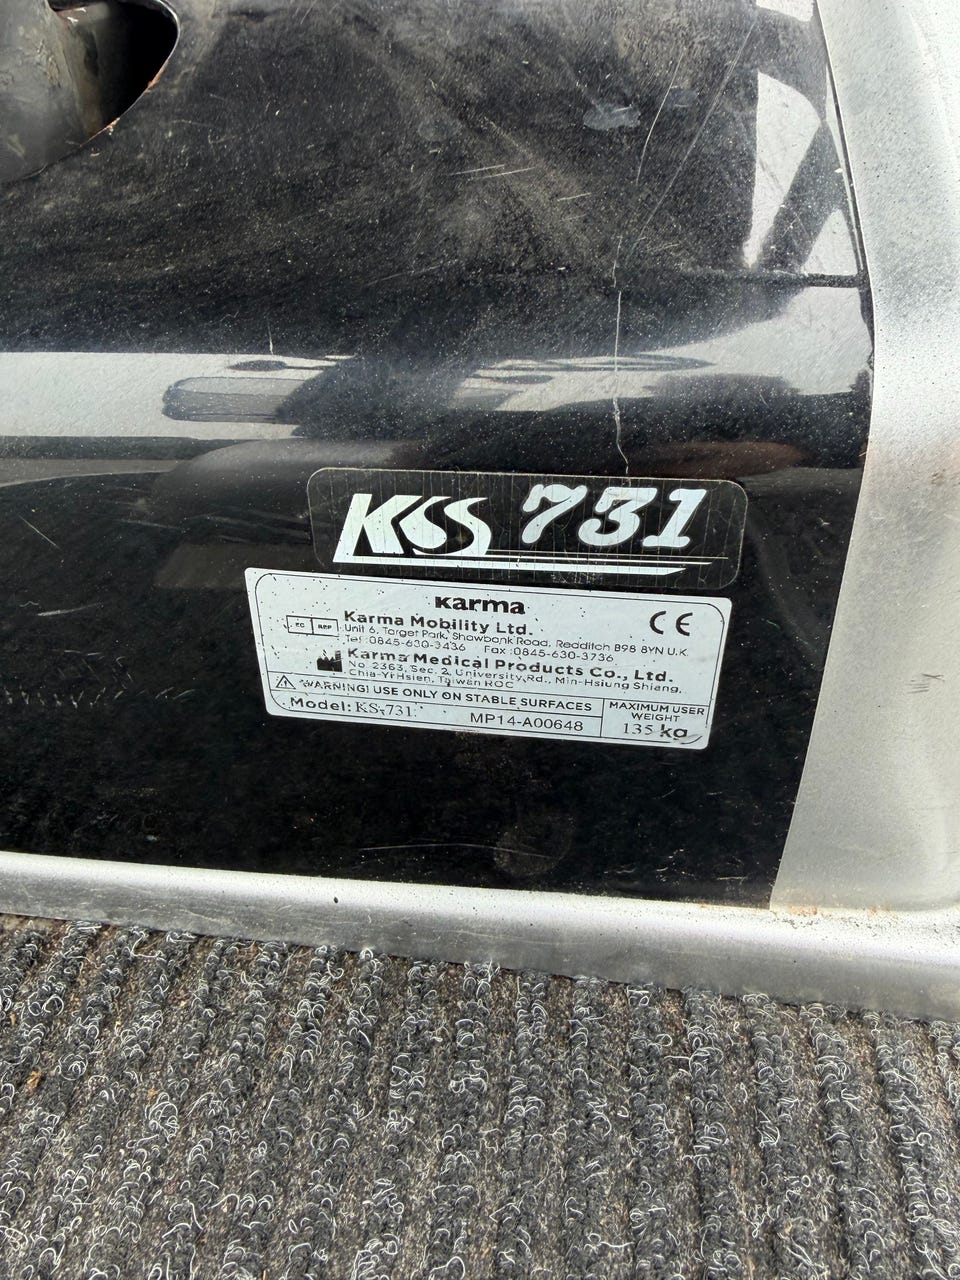 KS 731
Karma
EC REP
Karma Mobility Ltd.
Unit 6, Target Park, Shawbank Road, Redditch B98 8YN U.K.
Tel :0845-630-3436 Fax :0845-630-3736
Karma Medical Products Co., Ltd.
No. 2363, Sec. 2, University Rd., Min-Hsiung Shiang,
Chia-Yi Hsien, Taiwan ROC
CE
WARNING! USE ONLY ON STABLE SURFACES
Model: KS-731
MP14-A00648
MAXIMUM USER
WEIGHT
135 kg